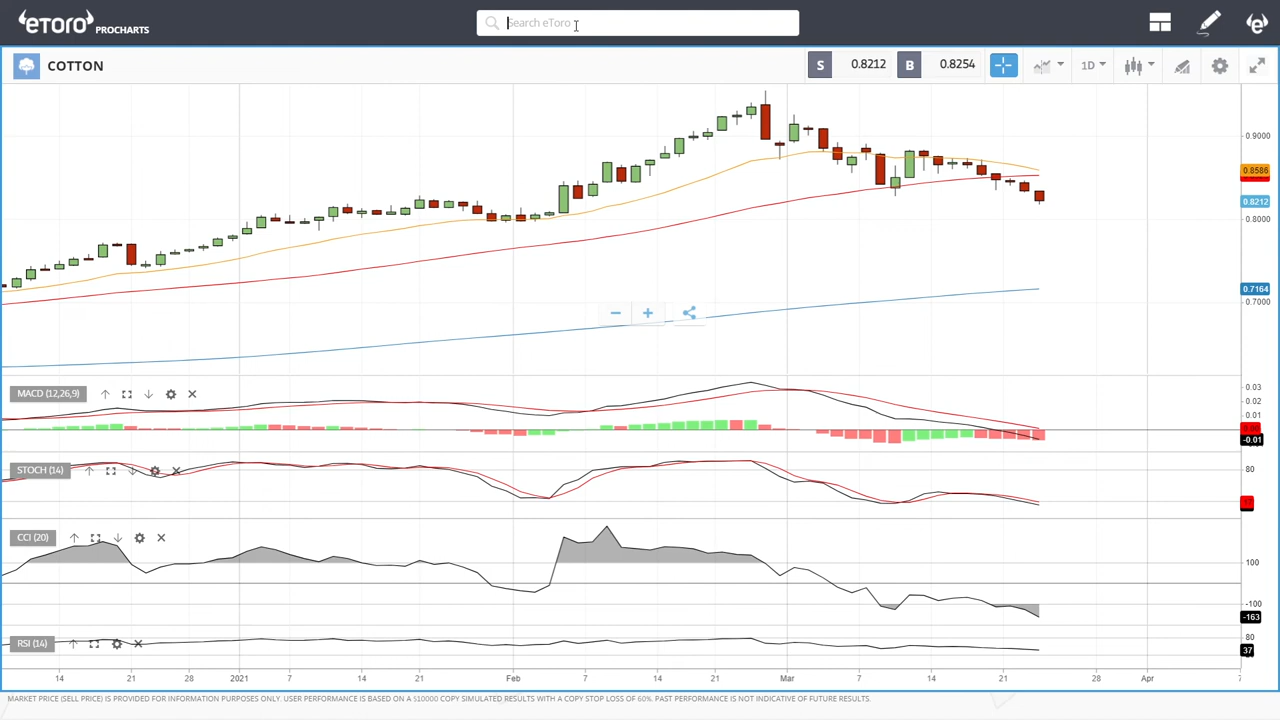 eTORO PROCHARTS
Search eToro
COTTON
S 0.8212 B 0.8254
1D
0.9000
0.8586
0.8212
0.8000
0.7164
0.7000
MACD (12,26,9)
0.03
0.02
0.01
0.00
-0.01
STOCH (14)
80
CCI (20)
100
-100
-163
RSI (14)
80
37
14 21 28 2021 7 14 21 Feb 7 14 21 Mar 7 14 21 28 Apr 7
MARKET PRICE (SELL PRICE) IS PROVIDED FOR INFORMATION PURPOSES ONLY. USER PERFORMANCE IS BASED ON A $10000 COPY SIMULATED RESULTS WITH A COPY STOP LOSS OF 60%. PAST PERFORMANCE IS NOT INDICATIVE OF FUTURE RESULTS.